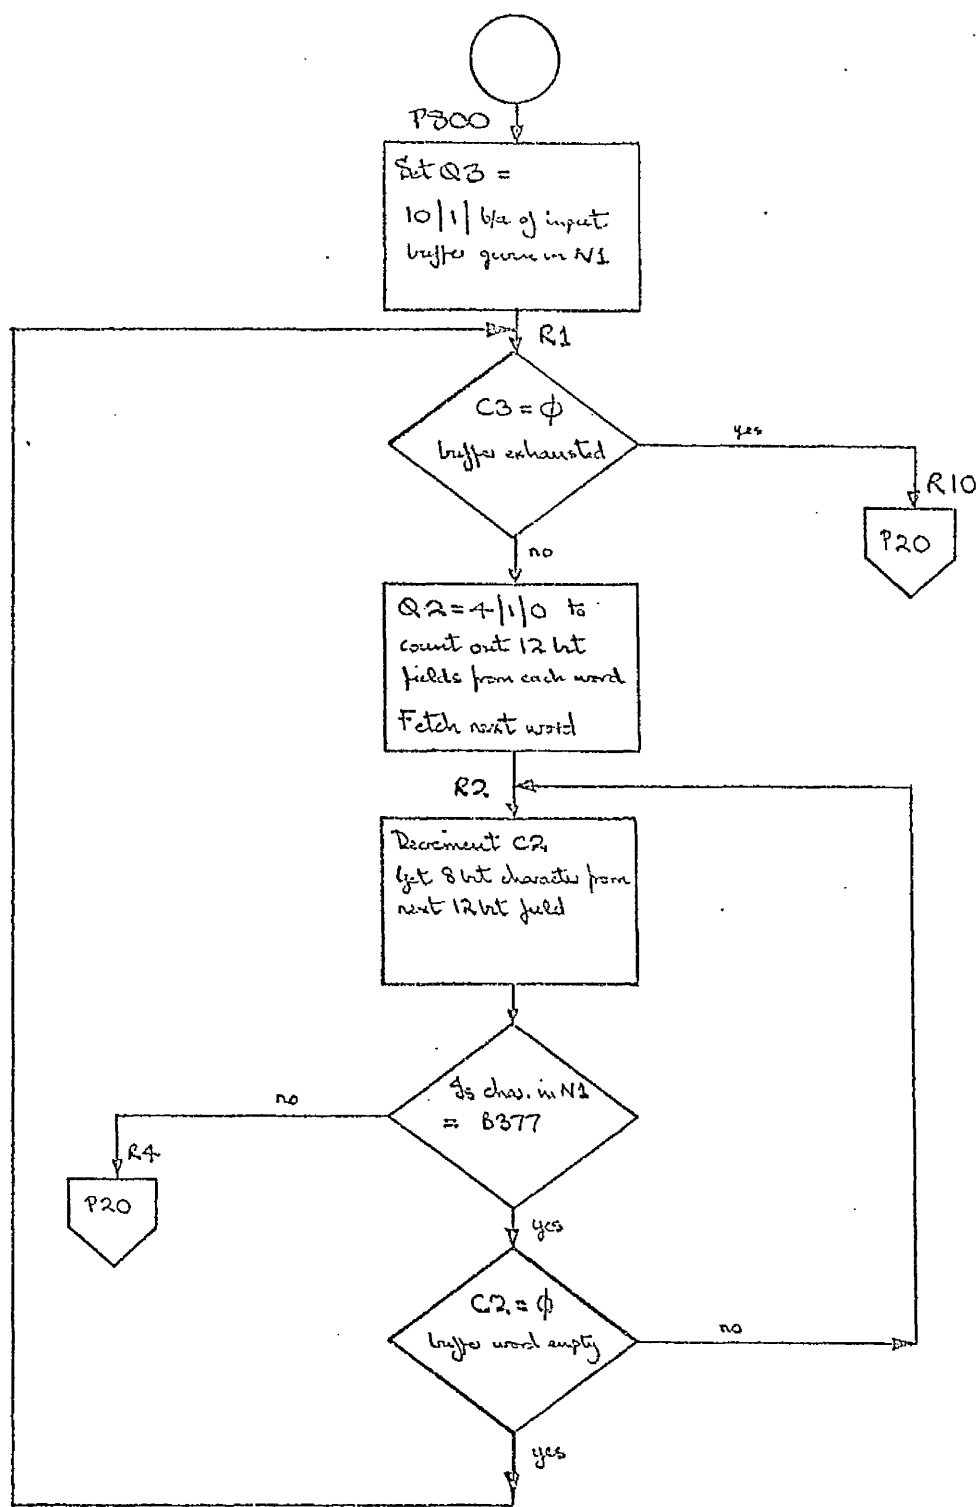 P800
Set Q3 =
10|1| b/a of input
buffer given in N1
R1
C3 = ϕ
buffer exhausted
yes
R10
P20
no
Q2 = 4|1|0 to
count out 12 bit
fields from each word
Fetch next word
R2
Decrement C2
Get 8 bit character from
next 12 bit field
Is char. in N1
= B377
no
R4
P20
yes
C2 = ϕ
buffer word empty
no
yes